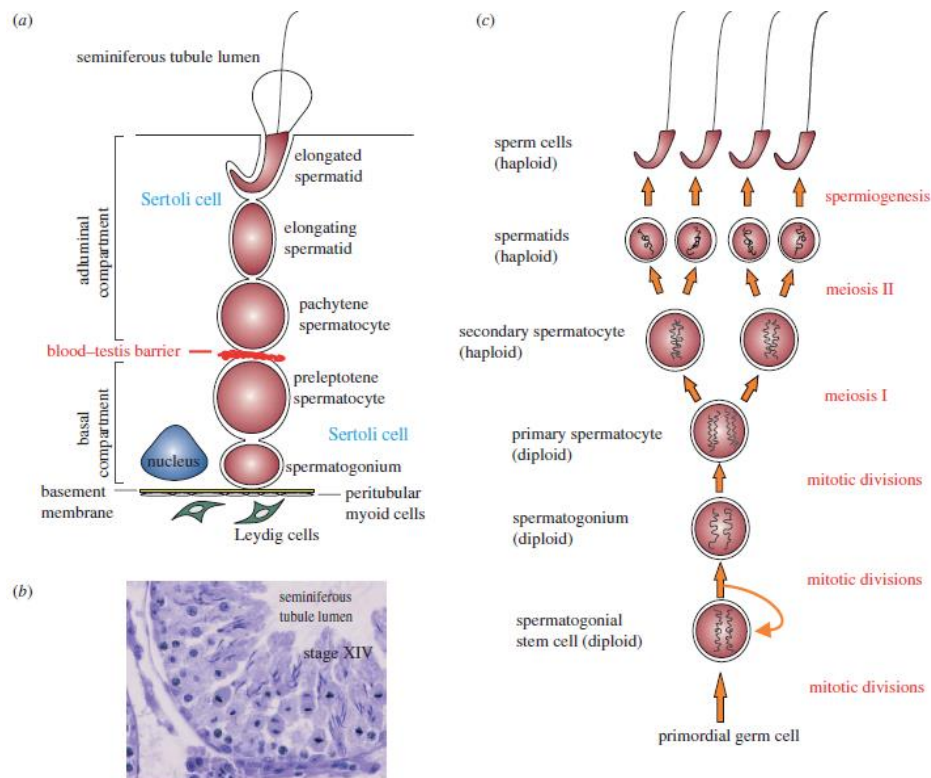 (a)
seminiferous tubule lumen
elongated
spermatid
Sertoli cell
elongating
spermatid
adluminal
compartment
pachytene
spermatocyte
blood–testis barrier
preleptotene
spermatocyte
basal
compartment
Sertoli cell
nucleus
spermatogonium
basement
membrane
peritubular
myoid cells
Leydig cells
(b)
seminiferous
tubule lumen
stage XIV
(c)
sperm cells
(haploid)
spermiogenesis
spermatids
(haploid)
meiosis II
secondary spermatocyte
(haploid)
meiosis I
primary spermatocyte
(diploid)
mitotic divisions
spermatogonium
(diploid)
mitotic divisions
spermatogonial
stem cell (diploid)
mitotic divisions
primordial germ cell